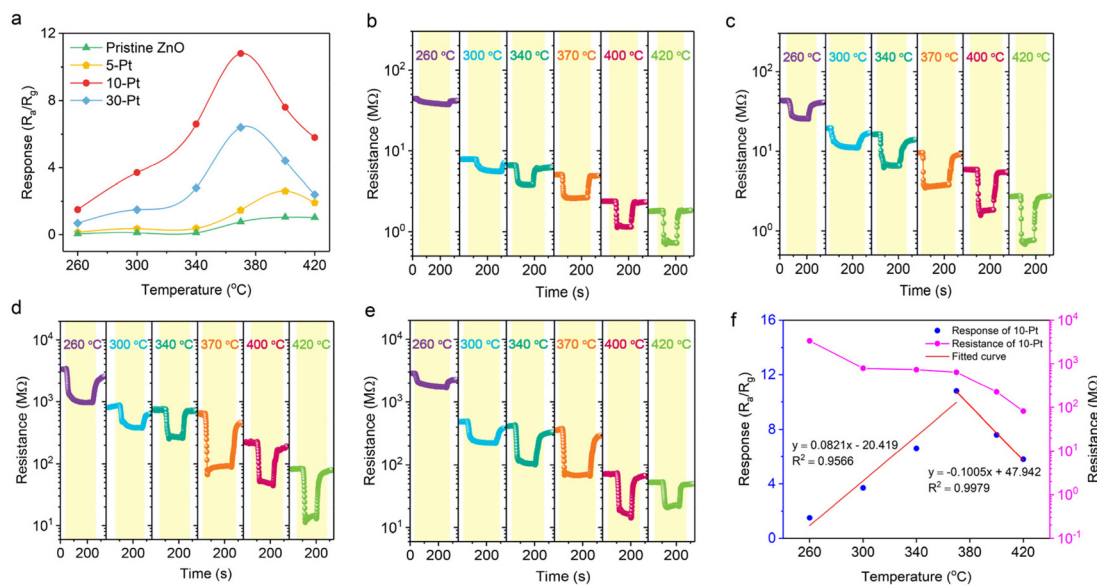 a
12
8
4
0
Response (Ra/Rg)
Pristine ZnO
5-Pt
10-Pt
30-Pt
260 300 340 380 420
Temperature (°C)
b
10²
10¹
10⁰
Resistance (MΩ)
260 °C 300 °C 340 °C 370 °C 400 °C 420 °C
0 200 200 200 200 200 200
Time (s)
c
10²
10¹
10⁰
Resistance (MΩ)
260 °C 300 °C 340 °C 370 °C 400 °C 420 °C
0 200 200 200 200 200 200
Time (s)
d
10⁴
10³
10²
10¹
Resistance (MΩ)
260 °C 300 °C 340 °C 370 °C 400 °C 420 °C
0 200 200 200 200 200 200
Time (s)
e
10⁴
10³
10²
10¹
Resistance (MΩ)
260 °C 300 °C 340 °C 370 °C 400 °C 420 °C
0 200 200 200 200 200 200
Time (s)
f
16
12
8
4
0
Response (Ra/Rg)
Response of 10-Pt
Resistance of 10-Pt
Fitted curve
y = 0.0821x - 20.419
R² = 0.9566
y = -0.1005x + 47.942
R² = 0.9979
10⁴
10³
10²
10¹
10⁰
10⁻¹
Resistance (MΩ)
260 300 340 380 420
Temperature (°C)